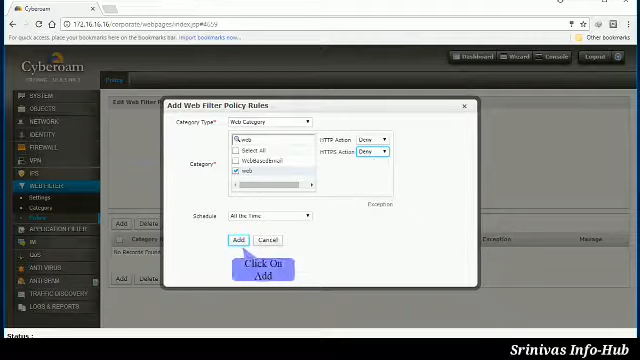 Cyberoam
172.16.16.16/corporate/webpages/index.jsp#4659
For quick access, place your bookmarks here on the bookmarks bar. Import bookmarks now...
Other bookmarks
Cyberoam
Dashboard Wizard Console Logout
Policy
SYSTEM
OBJECTS
NETWORK
IDENTITY
FIREWALL
VPN
IPS
WEB FILTER
Settings
Category
Policy
APPLICATION FILTER
IM
QoS
ANTI VIRUS
ANTI SPAM
TRAFFIC DISCOVERY
LOGS & REPORTS
Edit Web Filter P
Add Delete
Category
Exception Manage
No Records Found
Add Delete
Add Web Filter Policy Rules
Category Type* Web Category
Category*
web
Select All
WebBasedEmail
web
HTTP Action Deny
HTTPS Action Deny
Exception
Schedule All the Time
Add Cancel
Click On
Add
Status :
Srinivas Info-Hub